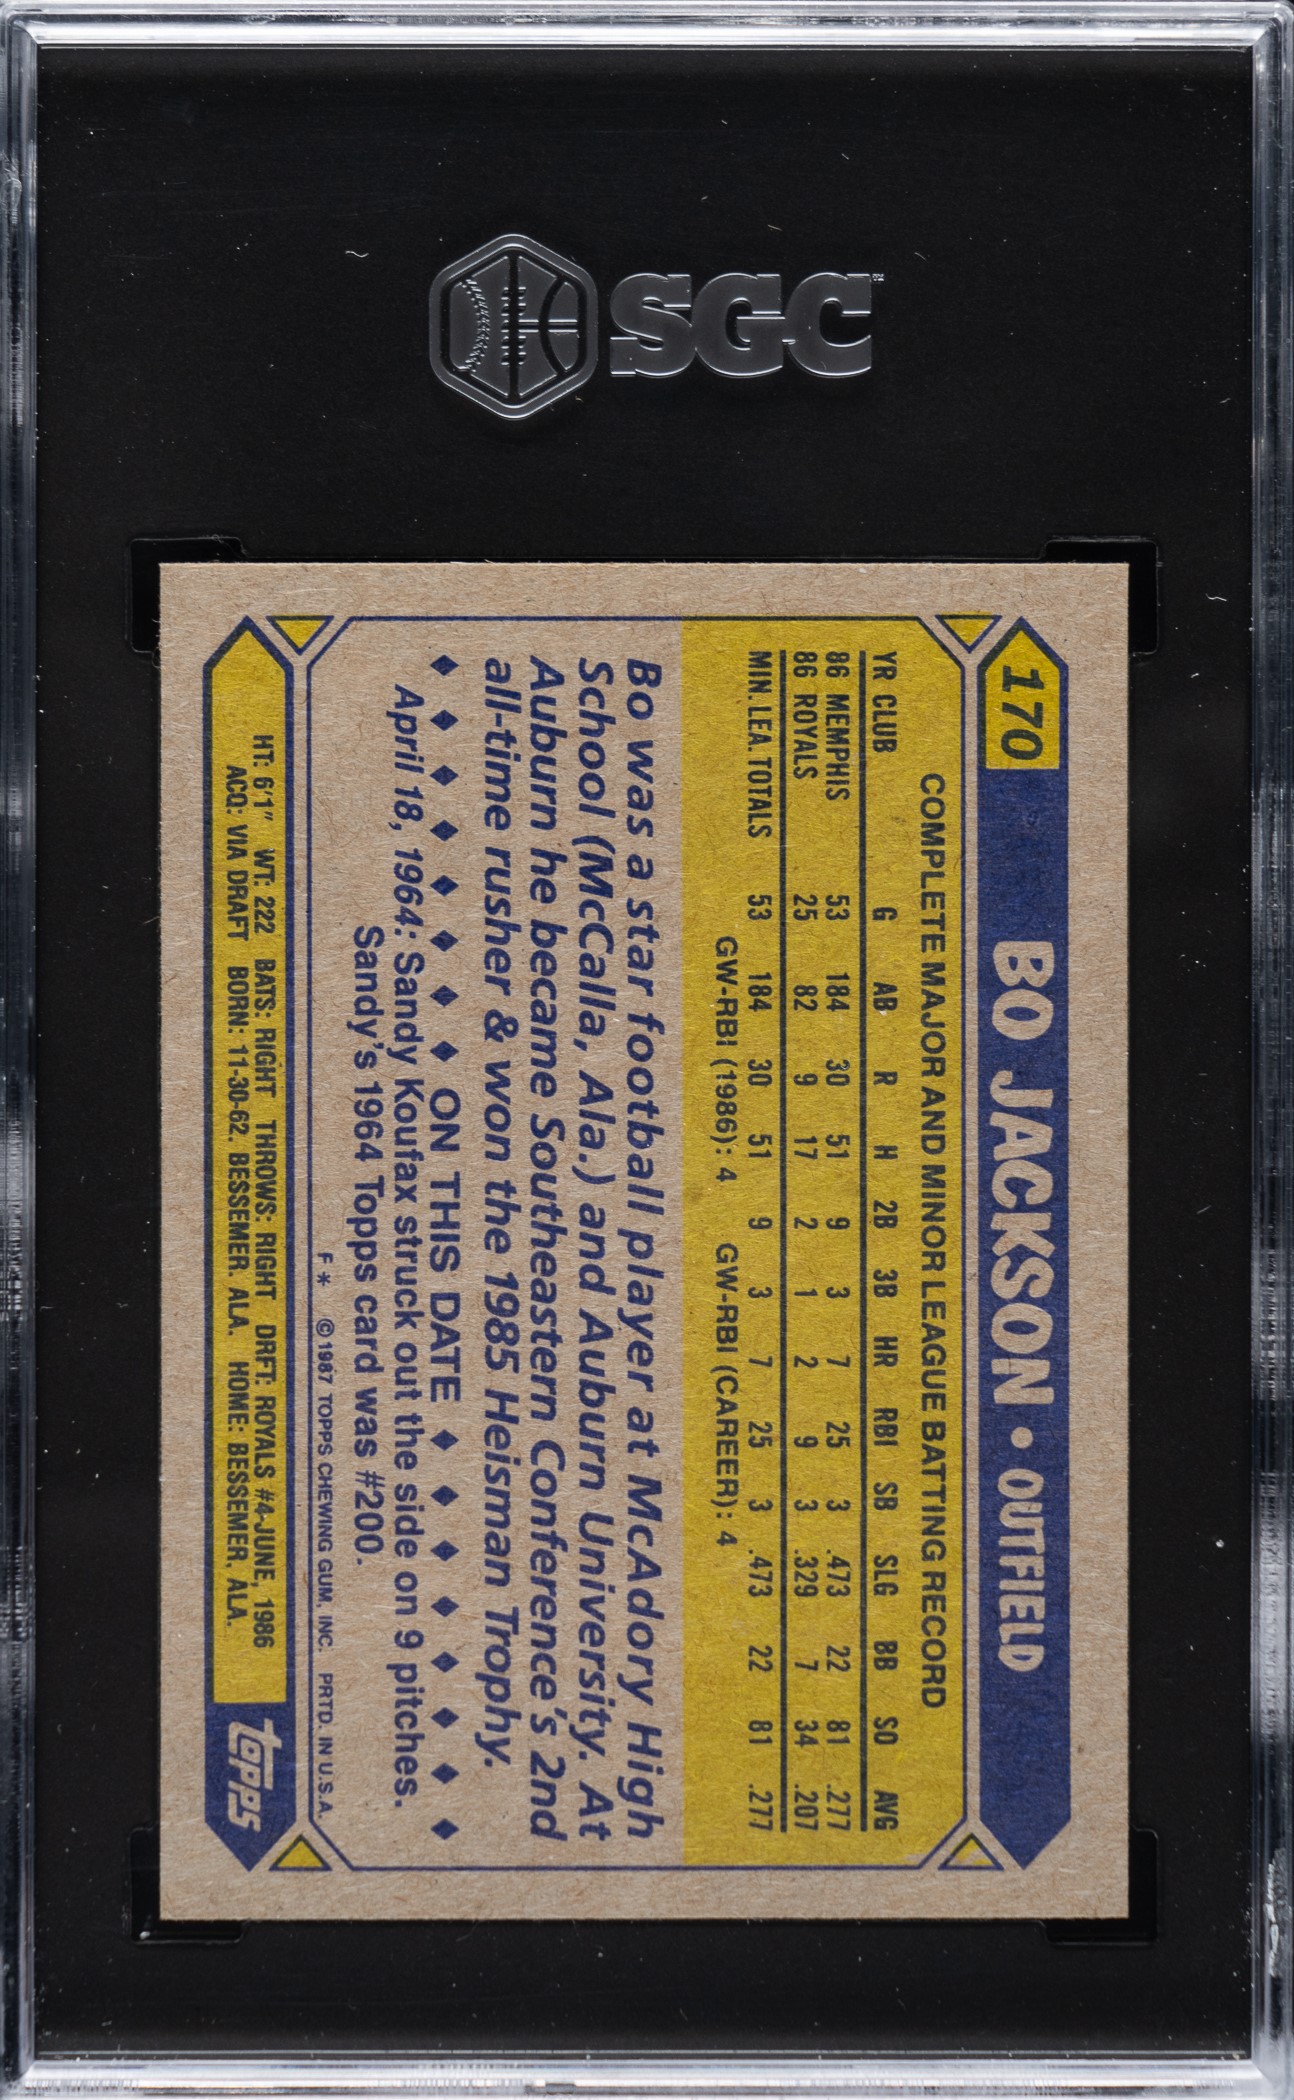 SGC
170 BO JACKSON • OUTFIELD
COMPLETE MAJOR AND MINOR LEAGUE BATTING RECORD
YR CLUB G AB R H 2B 3B HR RBI SB SLG BB SO AVG
86 MEMPHIS 53 184 30 51 9 3 7 25 3 .473 22 81 .277
86 ROYALS 25 82 9 17 2 1 2 9 3 .329 7 34 .207
MIN. LEA. TOTALS 53 184 30 51 9 3 7 25 3 .473 22 81 .277
GW-RBI (1986): 4 GW-RBI (CAREER): 4
Bo was a star football player at McAdory High
School (McCalla, Ala.) and Auburn University. At
Auburn he became Southeastern Conference's 2nd
all-time rusher & won the 1985 Heisman Trophy.
◆ ◆ ◆ ◆ ◆ ◆ ◆ ◆ ON THIS DATE ◆ ◆ ◆ ◆ ◆ ◆ ◆ ◆
April 18, 1964: Sandy Koufax struck out the side on 9 pitches.
Sandy's 1964 Topps card was #200.
F * © 1987 TOPPS CHEWING GUM, INC. PRTD. IN U.S.A.
HT: 6'1" WT: 222 BATS: RIGHT THROWS: RIGHT DRFT: ROYALS #4-JUNE, 1986
ACQ: VIA DRAFT BORN: 11-30-62, BESSEMER, ALA. HOME: BESSEMER, ALA.
topps